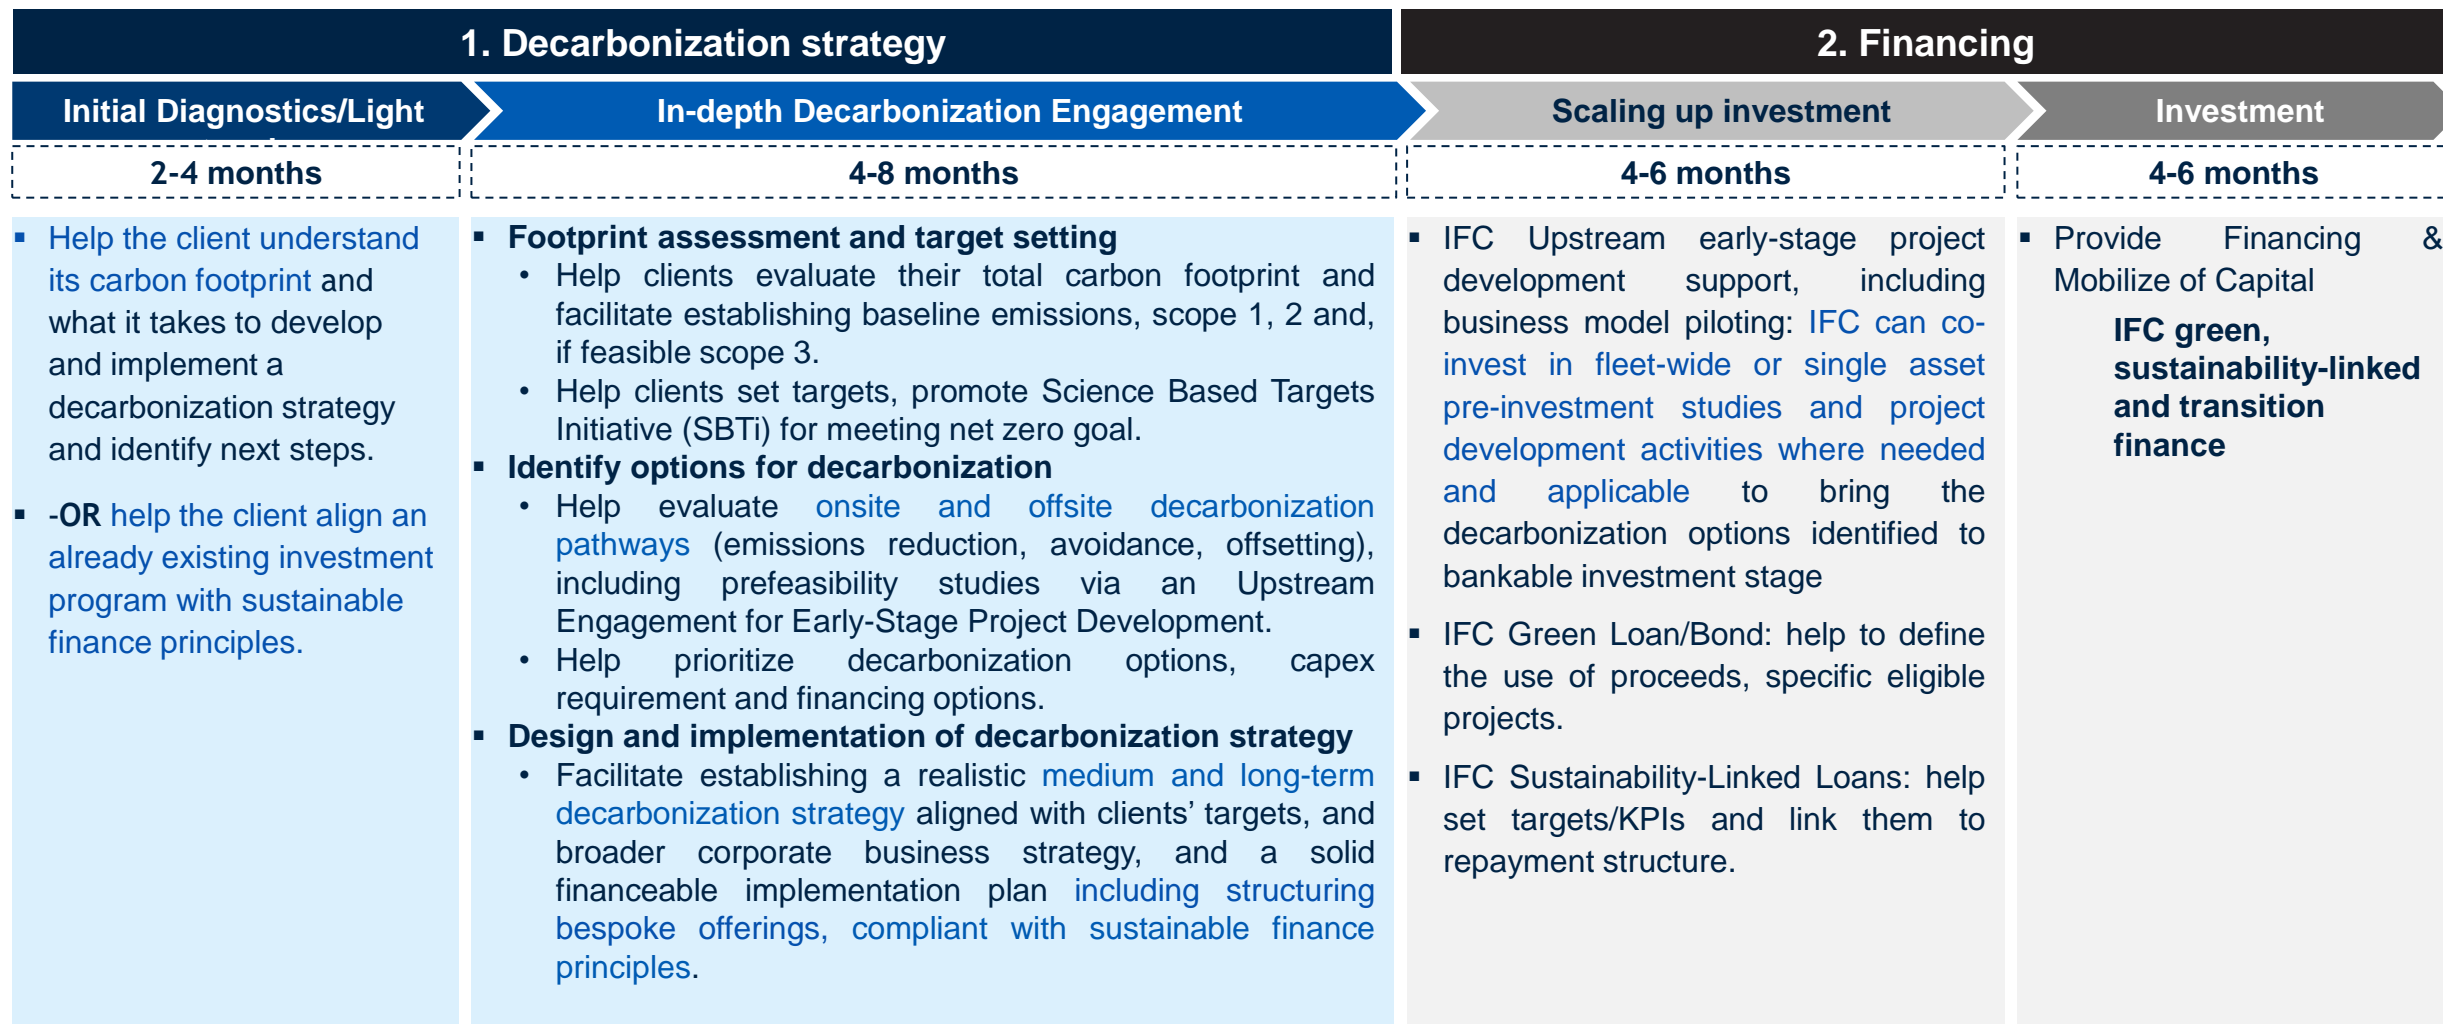 1. Decarbonization strategy
2. Financing
Initial Diagnostics/Light
In-depth Decarbonization Engagement
Scaling up investment
Investment
2-4 months
4-8 months
4-6 months
4-6 months
▪ Help the client understand
its carbon footprint and
what it takes to develop
and implement a
decarbonization strategy
and identify next steps.
▪ -OR help the client align an
already existing investment
program with sustainable
finance principles.
▪ Footprint assessment and target setting
• Help clients evaluate their total carbon footprint and
facilitate establishing baseline emissions, scope 1, 2 and,
if feasible scope 3.
• Help clients set targets, promote Science Based Targets
Initiative (SBTi) for meeting net zero goal.
▪ Identify options for decarbonization
• Help evaluate onsite and offsite decarbonization
pathways (emissions reduction, avoidance, offsetting),
including prefeasibility studies via an Upstream
Engagement for Early-Stage Project Development.
• Help prioritize decarbonization options, capex
requirement and financing options.
▪ Design and implementation of decarbonization strategy
• Facilitate establishing a realistic medium and long-term
decarbonization strategy aligned with clients’ targets, and
broader corporate business strategy, and a solid
financeable implementation plan including structuring
bespoke offerings, compliant with sustainable finance
principles.
▪ IFC Upstream early-stage project
development support, including
business model piloting: IFC can co-
invest in fleet-wide or single asset
pre-investment studies and project
development activities where needed
and applicable to bring the
decarbonization options identified to
bankable investment stage
▪ IFC Green Loan/Bond: help to define
the use of proceeds, specific eligible
projects.
▪ IFC Sustainability-Linked Loans: help
set targets/KPIs and link them to
repayment structure.
▪ Provide Financing &
Mobilize of Capital
IFC green,
sustainability-linked
and transition
finance